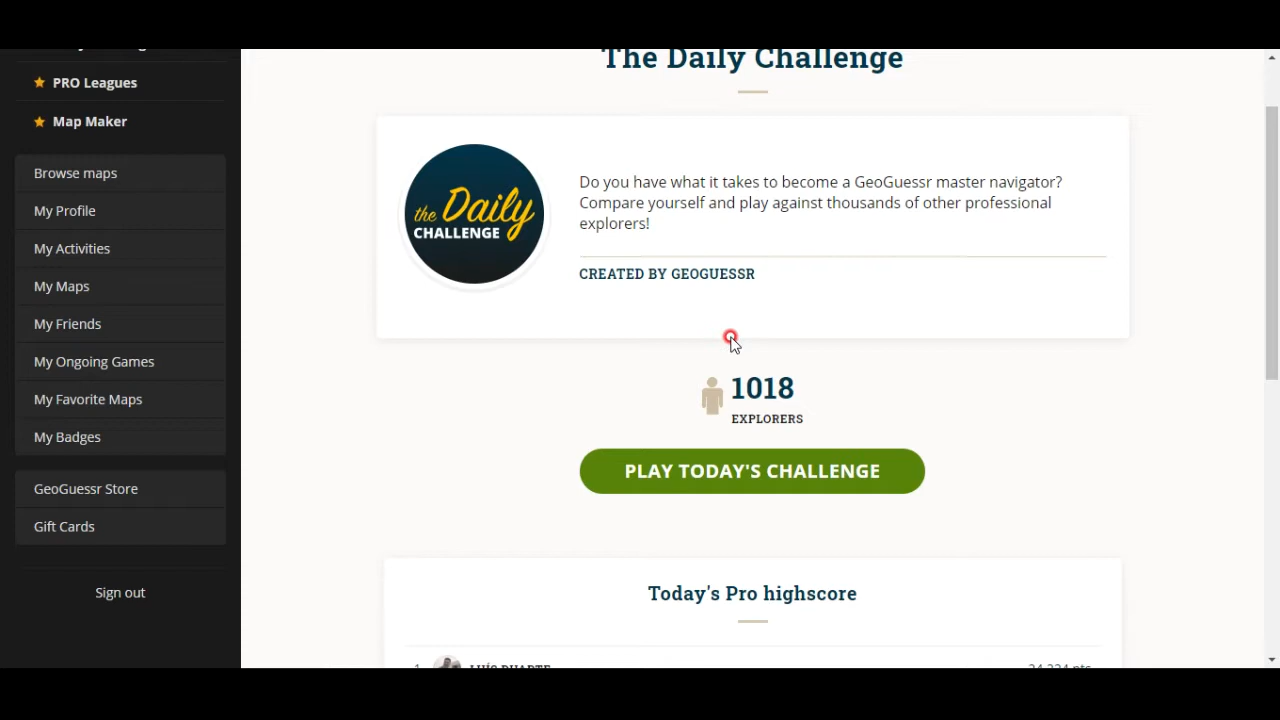 PRO Leagues
Map Maker
Browse maps
My Profile
My Activities
My Maps
My Friends
My Ongoing Games
My Favorite Maps
My Badges
GeoGuessr Store
Gift Cards
Sign out
The Daily Challenge
the Daily
CHALLENGE
Do you have what it takes to become a GeoGuessr master navigator?
Compare yourself and play against thousands of other professional
explorers!
CREATED BY GEOGUESSR
1018
EXPLORERS
PLAY TODAY'S CHALLENGE
Today's Pro highscore
1 LUÍS DUARTE